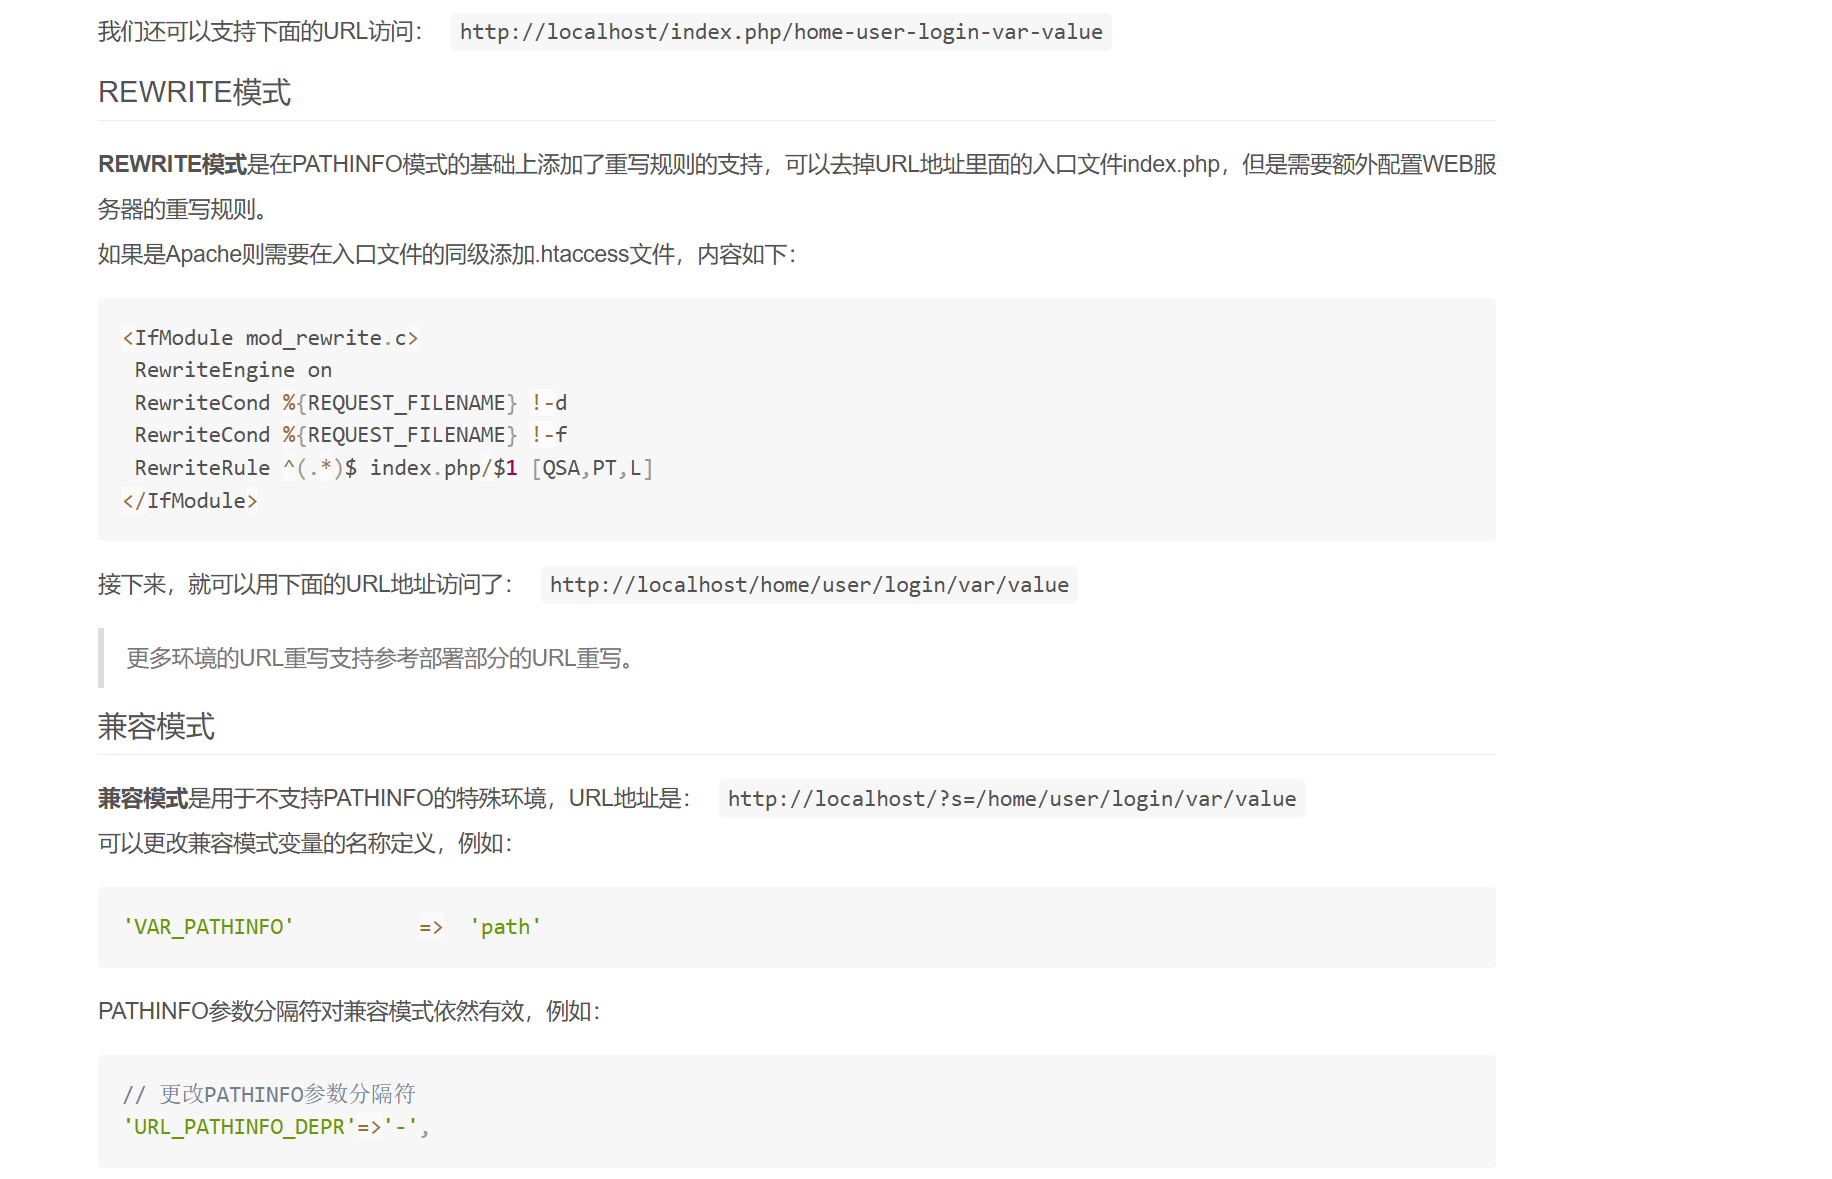 我们还可以支持下面的URL访问： http://localhost/index.php/home-user-login-var-value
REWRITE模式
REWRITE模式是在PATHINFO模式的基础上添加了重写规则的支持，可以去掉URL地址里面的入口文件index.php，但是需要额外配置WEB服
务器的重写规则。
如果是Apache则需要在入口文件的同级添加.htaccess文件，内容如下：
<IfModule mod_rewrite.c>
 RewriteEngine on
 RewriteCond %{REQUEST_FILENAME} !-d
 RewriteCond %{REQUEST_FILENAME} !-f
 RewriteRule ^(.*)$ index.php/$1 [QSA,PT,L]
</IfModule>
接下来，就可以用下面的URL地址访问了： http://localhost/home/user/login/var/value
更多环境的URL重写支持参考部署部分的URL重写。
兼容模式
兼容模式是用于不支持PATHINFO的特殊环境，URL地址是： http://localhost/?s=/home/user/login/var/value
可以更改兼容模式变量的名称定义，例如：
'VAR_PATHINFO'          =>  'path'
PATHINFO参数分隔符对兼容模式依然有效，例如：
// 更改PATHINFO参数分隔符
'URL_PATHINFO_DEPR'=>'-',